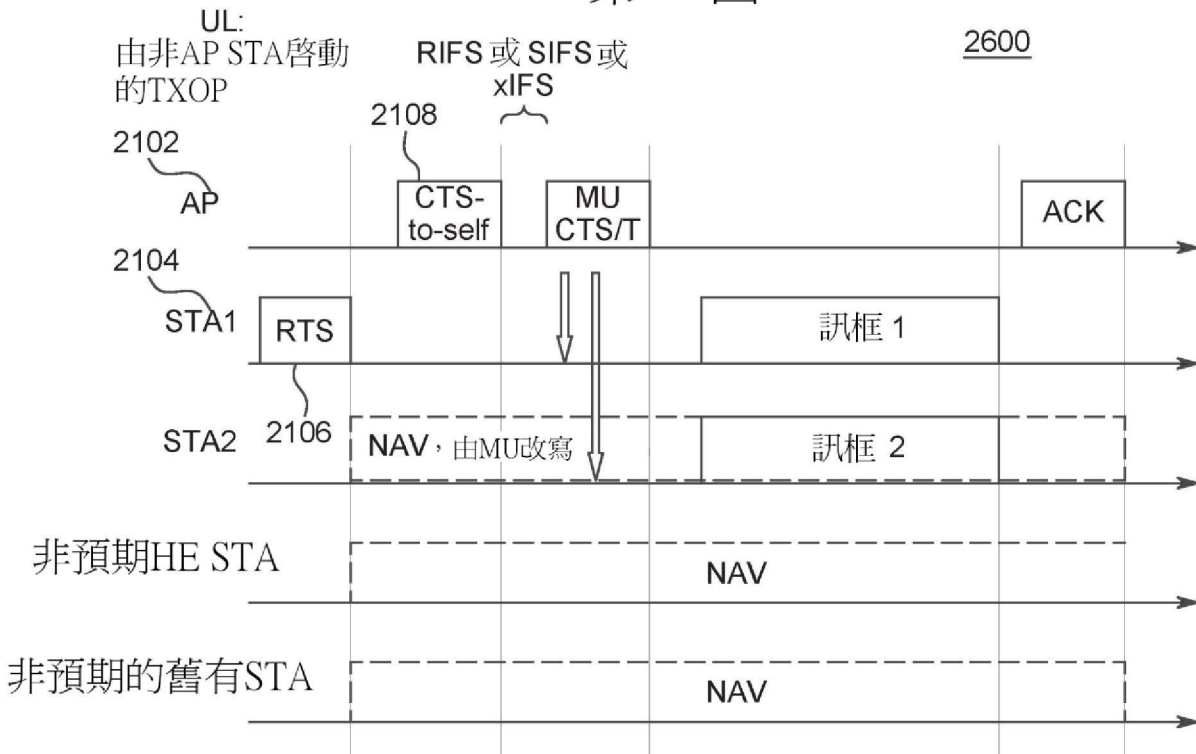 UL:
由非AP STA啓動
的TXOP
RIFS 或 SIFS 或
xIFS
2600
2108
2102
AP
CTS-
to-self
MU
CTS/T
ACK
2104
STA1
RTS
訊框 1
2106
STA2
NAV,由MU改寫
訊框 2
非預期HE STA
NAV
非預期的舊有STA
NAV